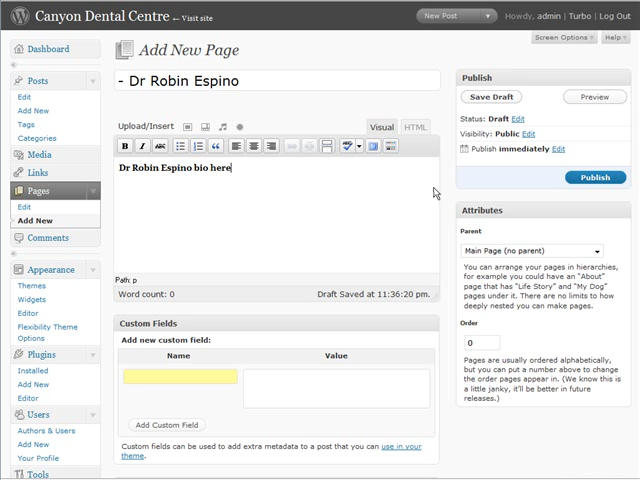 Canyon Dental Centre ← Visit site
New Post
Howdy, admin | Turbo | Log Out
Screen Options
Help
Dashboard
Posts
Edit
Add New
Tags
Categories
Media
Links
Pages
Edit
Add New
Comments
Appearance
Themes
Widgets
Editor
Flexibility Theme
Options
Plugins
Installed
Add New
Editor
Users
Authors & Users
Add New
Your Profile
Tools
Add New Page
- Dr Robin Espino
Upload/Insert
Visual
HTML
B I ABC
ABC
Dr Robin Espino bio here
Path: p
Word count: 0
Draft Saved at 11:36:20 pm.
Custom Fields
Add new custom field:
Name
Value
Add Custom Field
Custom fields can be used to add extra metadata to a post that you can use in your
theme.
Publish
Save Draft
Preview
Status: Draft Edit
Visibility: Public Edit
Publish immediately Edit
Publish
Attributes
Parent
Main Page (no parent)
You can arrange your pages in hierarchies,
for example you could have an "About"
page that has "Life Story" and "My Dog"
pages under it. There are no limits to how
deeply nested you can make pages.
Order
0
Pages are usually ordered alphabetically,
but you can put a number above to change
the order pages appear in. (We know this is
a little janky, it'll be better in future
releases.)